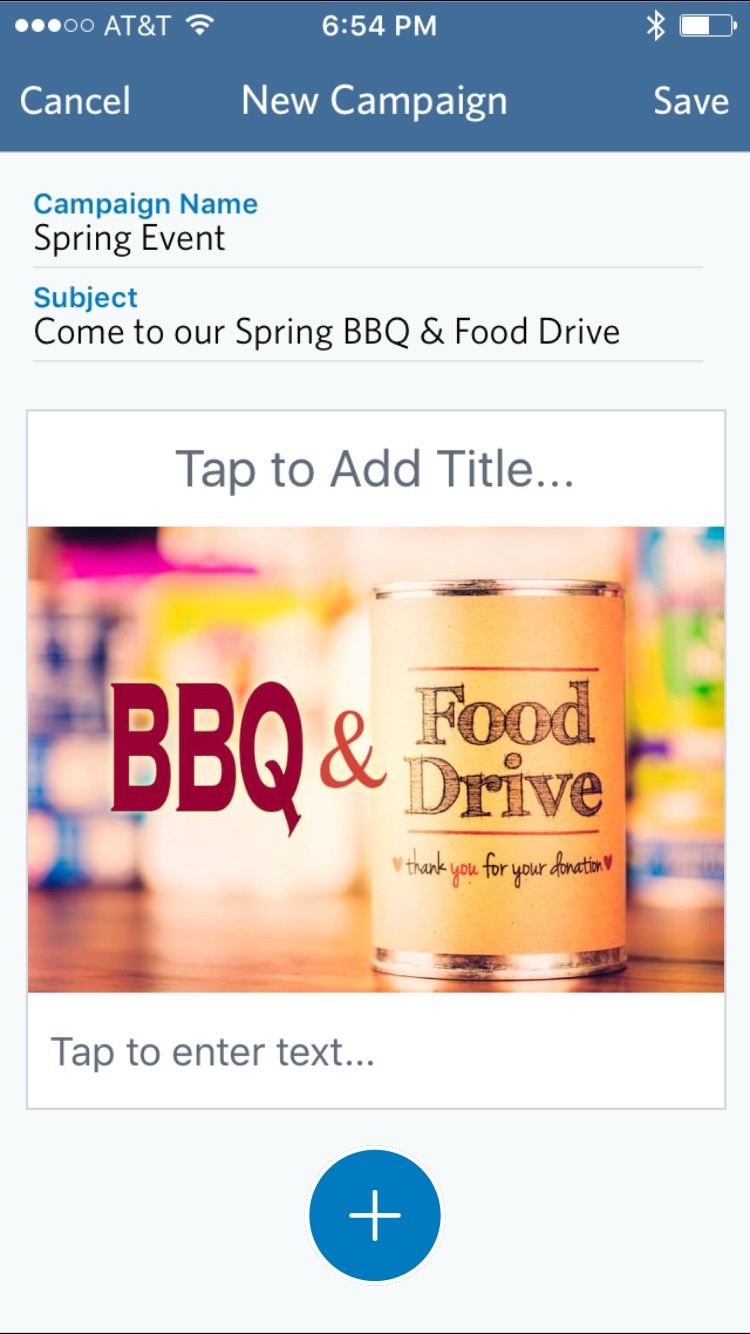 AT&T 6:54 PM
Cancel New Campaign Save
Campaign Name
Spring Event
Subject
Come to our Spring BBQ & Food Drive
Tap to Add Title...
BBQ & Food
Drive
thank you for your donation
Tap to enter text...